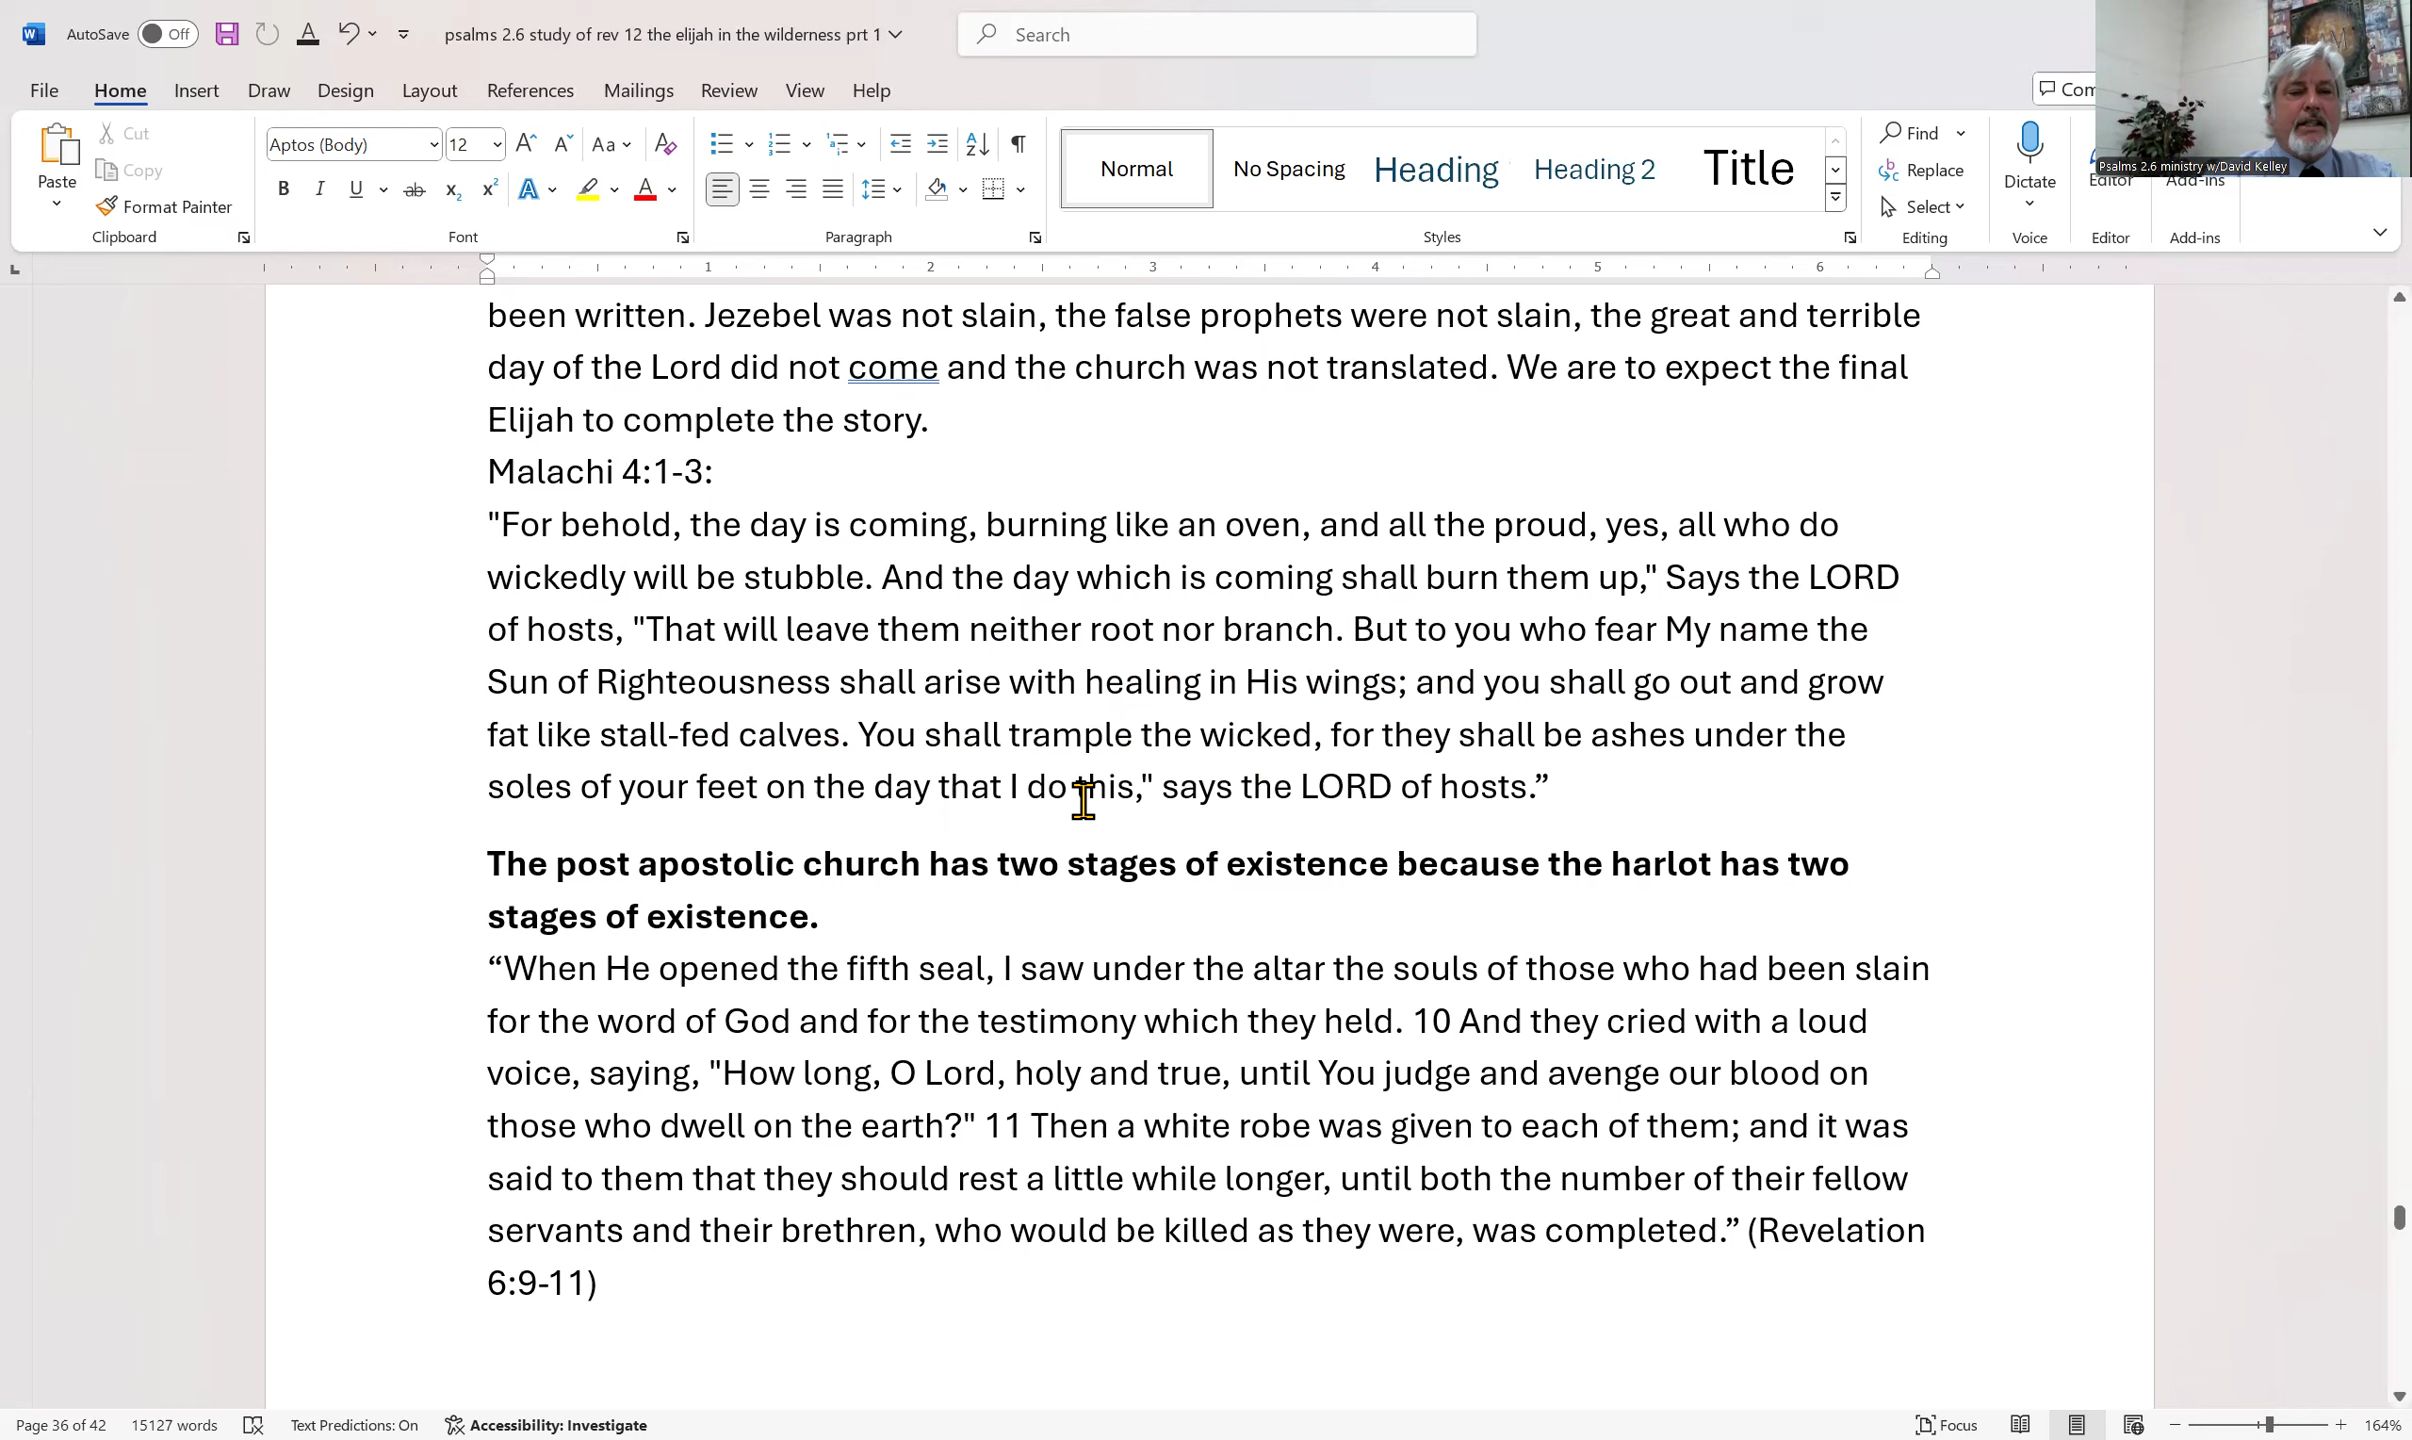 AutoSave Off psalms 2.6 study of rev 12 the elijah in the wilderness prt 1 Search
File Home Insert Draw Design Layout References Mailings Review View Help
Paste Cut Copy Format Painter
Aptos (Body) 12 Aa
B I U ab x2 x2 A A
Normal No Spacing Heading Heading 2 Title
Find Replace Select
Dictate Editor Add-ins
Psalms 2.6 ministry w/David Kelley
Clipboard Font Paragraph Styles Editing Voice Editor Add-ins
1 2 3 4 5 6
been written. Jezebel was not slain, the false prophets were not slain, the great and terrible
day of the Lord did not come and the church was not translated. We are to expect the final
Elijah to complete the story.
Malachi 4:1-3:
"For behold, the day is coming, burning like an oven, and all the proud, yes, all who do
wickedly will be stubble. And the day which is coming shall burn them up," Says the LORD
of hosts, "That will leave them neither root nor branch. But to you who fear My name the
Sun of Righteousness shall arise with healing in His wings; and you shall go out and grow
fat like stall-fed calves. You shall trample the wicked, for they shall be ashes under the
soles of your feet on the day that I do this," says the LORD of hosts.”
The post apostolic church has two stages of existence because the harlot has two
stages of existence.
“When He opened the fifth seal, I saw under the altar the souls of those who had been slain
for the word of God and for the testimony which they held. 10 And they cried with a loud
voice, saying, "How long, O Lord, holy and true, until You judge and avenge our blood on
those who dwell on the earth?" 11 Then a white robe was given to each of them; and it was
said to them that they should rest a little while longer, until both the number of their fellow
servants and their brethren, who would be killed as they were, was completed.” (Revelation
6:9-11)
Page 36 of 42 15127 words Text Predictions: On Accessibility: Investigate Focus 164%